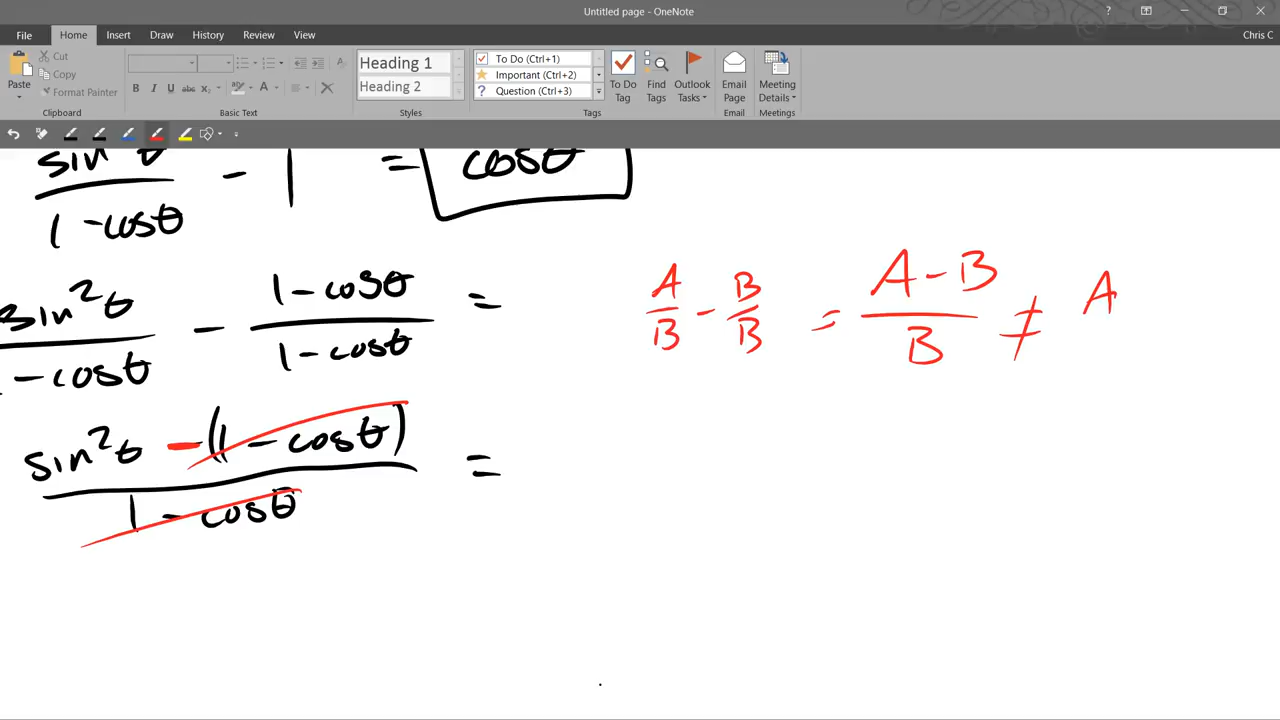 Untitled page - OneNote
File Home Insert Draw History Review View Chris C
Cut
Copy
Format Painter
Paste
Clipboard
B I U abc x₂ A
Basic Text
Heading 1
Heading 2
Styles
To Do (Ctrl+1)
Important (Ctrl+2)
Question (Ctrl+3)
To Do Tag
Find Tags
Outlook Tasks
Tags
Email Page
Email
Meeting Details
Meetings
sin²θ / 1-cosθ - 1 = cosθ
sin²θ / 1-cosθ - 1-cosθ / 1-cosθ =
sin²θ -(1-cosθ) / 1-cosθ =
A/B - B/B = A-B / B ≠ A